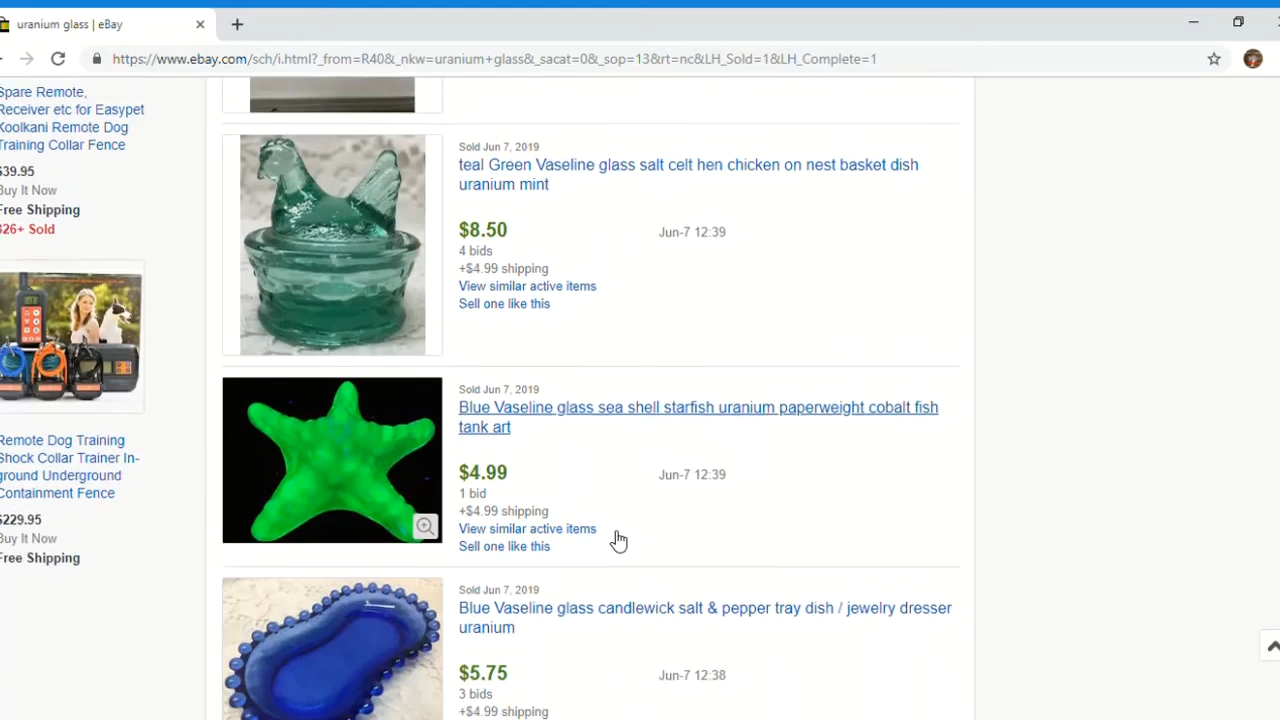 uranium glass | eBay
https://www.ebay.com/sch/i.html?_from=R40&_nkw=uranium+glass&_sacat=0&_sop=13&rt=nc&LH_Sold=1&LH_Complete=1
Spare Remote,
Receiver etc for Easypet
Koolkani Remote Dog
Training Collar Fence
$39.95
Buy It Now
Free Shipping
$26+ Sold
Remote Dog Training
Shock Collar Trainer In-
ground Underground
Containment Fence
$229.95
Buy It Now
Free Shipping
Sold Jun 7, 2019
teal Green Vaseline glass salt celt hen chicken on nest basket dish
uranium mint
$8.50
Jun-7 12:39
4 bids
+$4.99 shipping
View similar active items
Sell one like this
Sold Jun 7, 2019
Blue Vaseline glass sea shell starfish uranium paperweight cobalt fish
tank art
$4.99
Jun-7 12:39
1 bid
+$4.99 shipping
View similar active items
Sell one like this
Sold Jun 7, 2019
Blue Vaseline glass candlewick salt & pepper tray dish / jewelry dresser
uranium
$5.75
Jun-7 12:38
3 bids
+$4.99 shipping